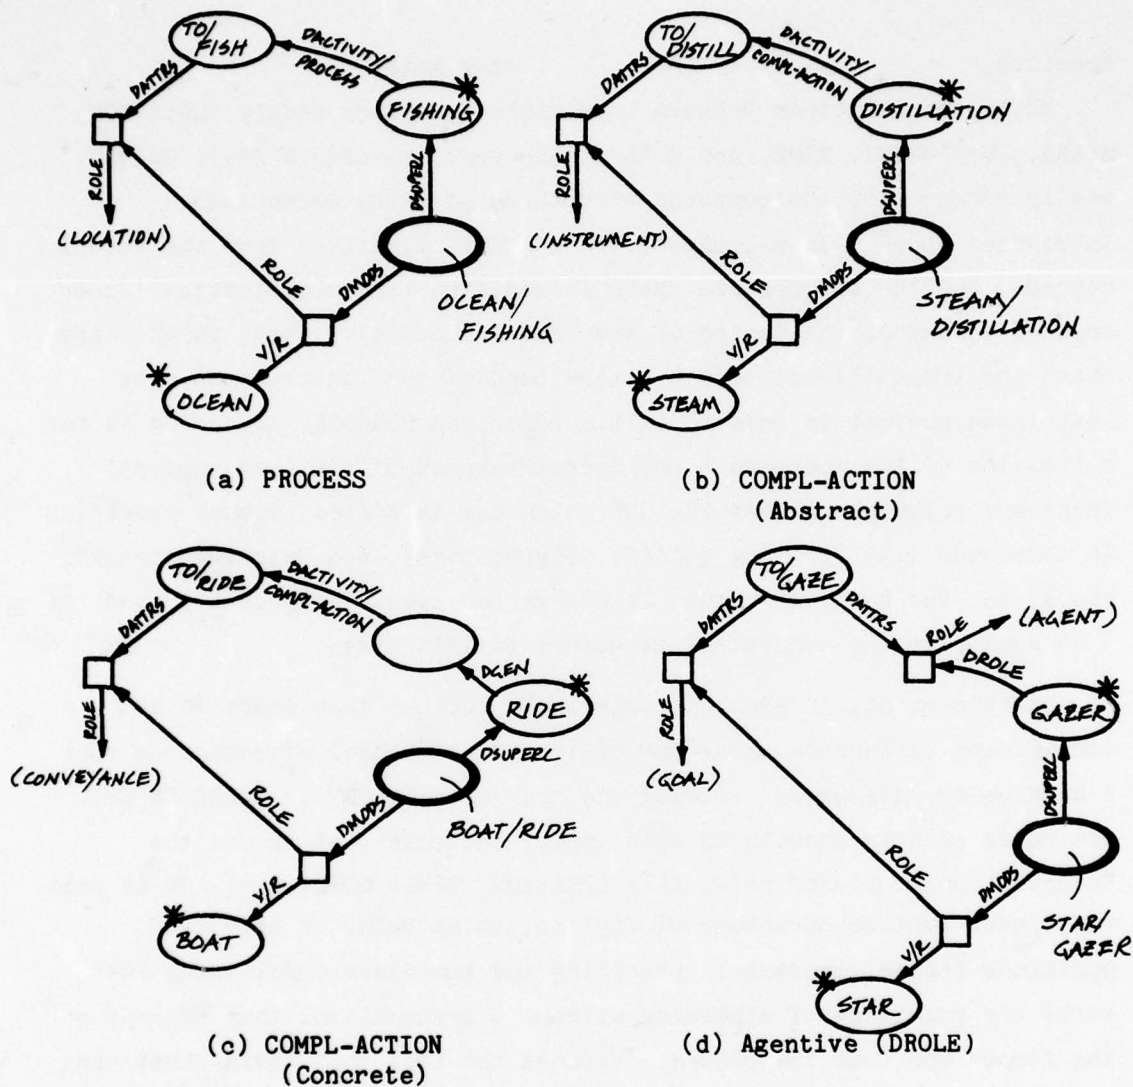 TO/
FISH
DACTIVITY/
PROCESS
DATTRS
FISHING
*
ROLE
DSUPERC
(LOCATION)
ROLE
DMODS
OCEAN/
FISHING
V/R
*
OCEAN
(a) PROCESS
TO/
DISTILL
DACTIVITY/
COMPL-ACTION
DATTRS
DISTILLATION
*
ROLE
DSUPERC
(INSTRUMENT)
ROLE
DMODS
STEAM/
DISTILLATION
V/R
*
STEAM
(b) COMPL-ACTION
(Abstract)
TO/
RIDE
DACTIVITY/
COMPL-ACTION
DATTRS
DGEN
*
RIDE
ROLE
DSUPERC
(CONVEYANCE)
ROLE
DMODS
BOAT/RIDE
V/R
*
BOAT
(c) COMPL-ACTION
(Concrete)
TO/
GAZE
DATTRS
DATTRS
ROLE
(AGENT)
DROLE
*
GAZER
ROLE
(GOAL)
DSUPERC
ROLE
DMODS
STAR/
GAZER
V/R
*
STAR
(d) Agentive (DROLE)